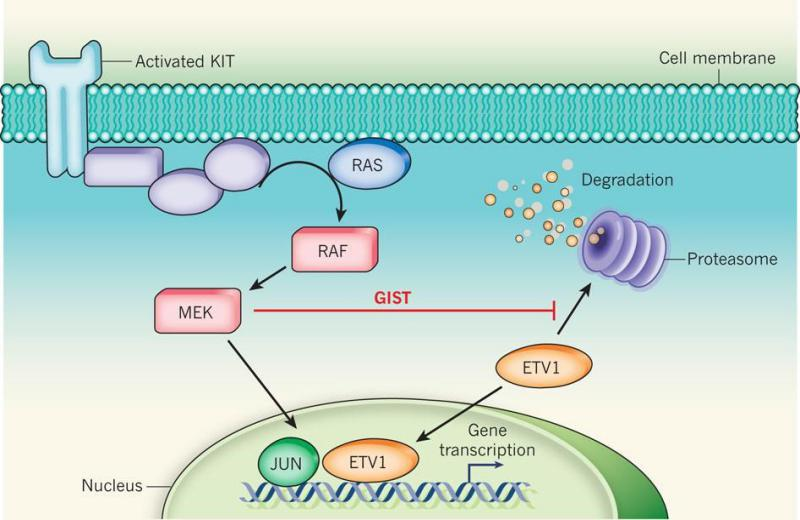 Activated KIT
Cell membrane
RAS
Degradation
RAF
Proteasome
GIST
MEK
ETV1
Gene
transcription
JUN
ETV1
Nucleus